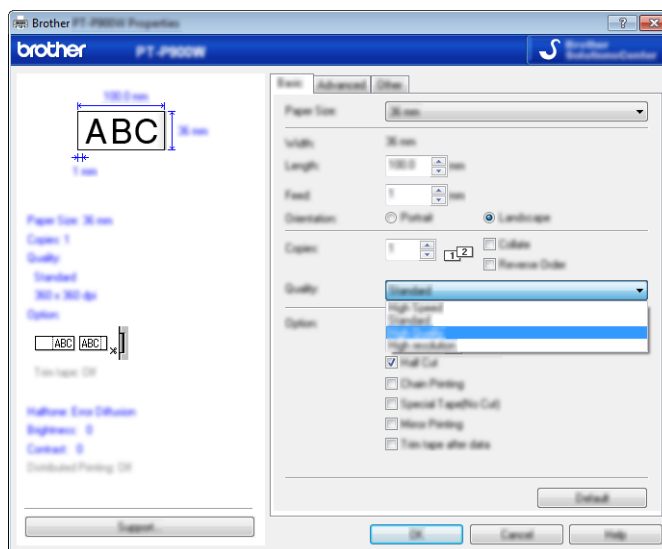 Brother PT-P900W Properties
brother PT-P900W Brother SolutionsCenter
Basic Advanced Other
100.0 mm
ABC
36 mm
1 mm
Paper Size: 36 mm
Copies: 1
Quality:
Standard
360 x 360 dpi
Option:
ABC ABC
Trim tape: Off
Halftone: Error Diffusion
Brightness: 0
Contrast: 0
Distributed Printing: Off
Support...
Paper Size: 36 mm
Width: 36 mm
Length: 100.0 mm
Feed: 1 mm
Orientation: Portrait Landscape
Copies: 1 1 2 Collate
Reverse Order
Quality: Standard
High Speed
Standard
High Quality
High resolution
Option:
Half Cut
Chain Printing
Special Tape(No Cut)
Mirror Printing
Trim tape after data
Default
OK Cancel Help